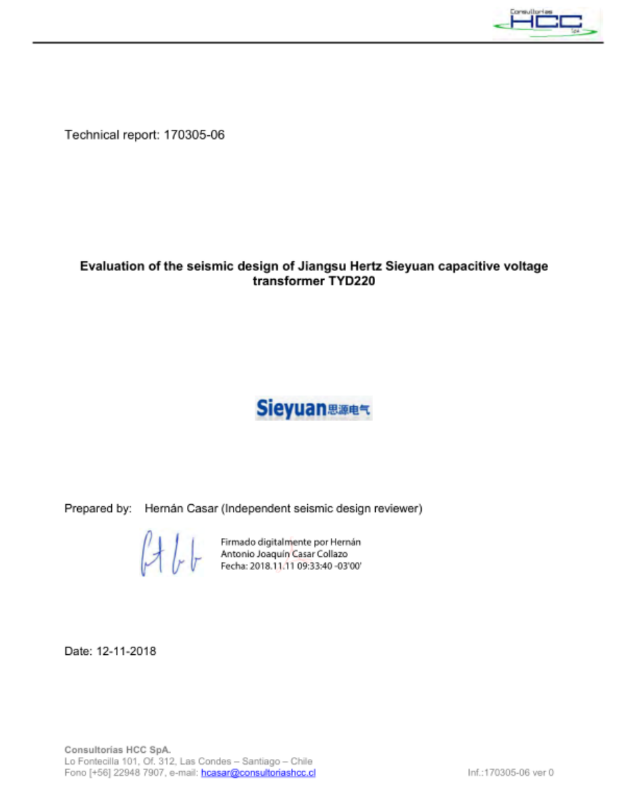 Consultorías
HCC
SpA
Technical report: 170305-06
Evaluation of the seismic design of Jiangsu Hertz Sieyuan capacitive voltage
transformer TYD220
Sieyuan思源电气
Prepared by: Hernán Casar (Independent seismic design reviewer)
Firmado digitalmente por Hernán
Antonio Joaquín Casar Collazo
Fecha: 2018.11.11 09:33:40 -03'00'
Date: 12-11-2018
Consultorías HCC SpA.
Lo Fontecilla 101, Of. 312, Las Condes – Santiago – Chile
Fono [+56] 22948 7907, e-mail: hcasar@consultoriashcc.cl Inf.:170305-06 ver 0